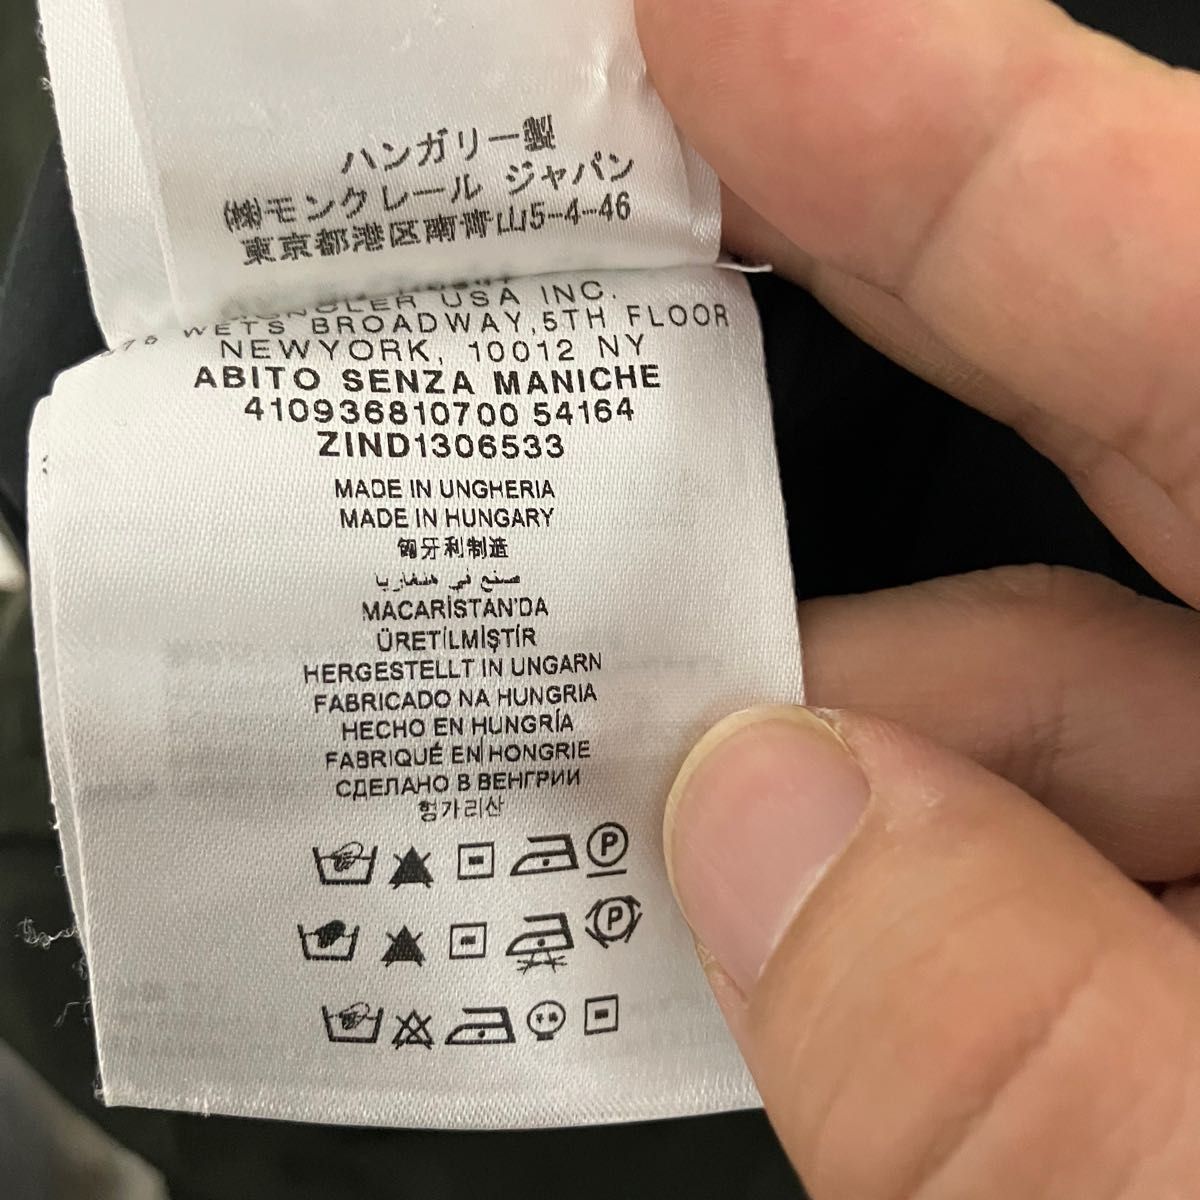 ハンガリー製
㈱モンクレール ジャパン
東京都港区南青山5-4-46
USA INC.
WETS BROADWAY,5TH FLOOR
NEWYORK, 10012 NY
ABITO SENZA MANICHE
410936810700 54164
ZIND1306533
MADE IN UNGHERIA
MADE IN HUNGARY
匈牙利制造
صنع في هنغاريا
MACARİSTAN'DA
ÜRETİLMİŞTİR
HERGESTELLT IN UNGARN
FABRICADO NA HUNGRIA
HECHO EN HUNGRÍA
FABRIQUÉ EN HONGRIE
СДЕЛАНО В ВЕНГРИИ
헝가리산
P
P